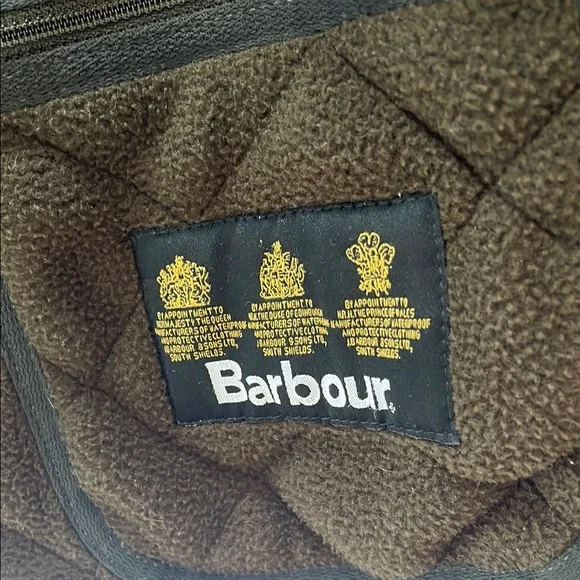 BY APPOINTMENT TO
HER MAJESTY THE QUEEN
MANUFACTURERS OF WATERPROOF
AND PROTECTIVE CLOTHING
J.BARBOUR & SONS LTD,
SOUTH SHIELDS.
BY APPOINTMENT TO
H.R.H.THE DUKE OF EDINBURGH
MANUFACTURERS OF WATERPROOF
AND PROTECTIVE CLOTHING
J.BARBOUR & SONS LTD,
SOUTH SHIELDS.
BY APPOINTMENT TO
H.R.H.THE PRINCE OF WALES
MANUFACTURERS OF WATERPROOF
AND PROTECTIVE CLOTHING
J.BARBOUR & SONS LTD,
SOUTH SHIELDS.
Barbour